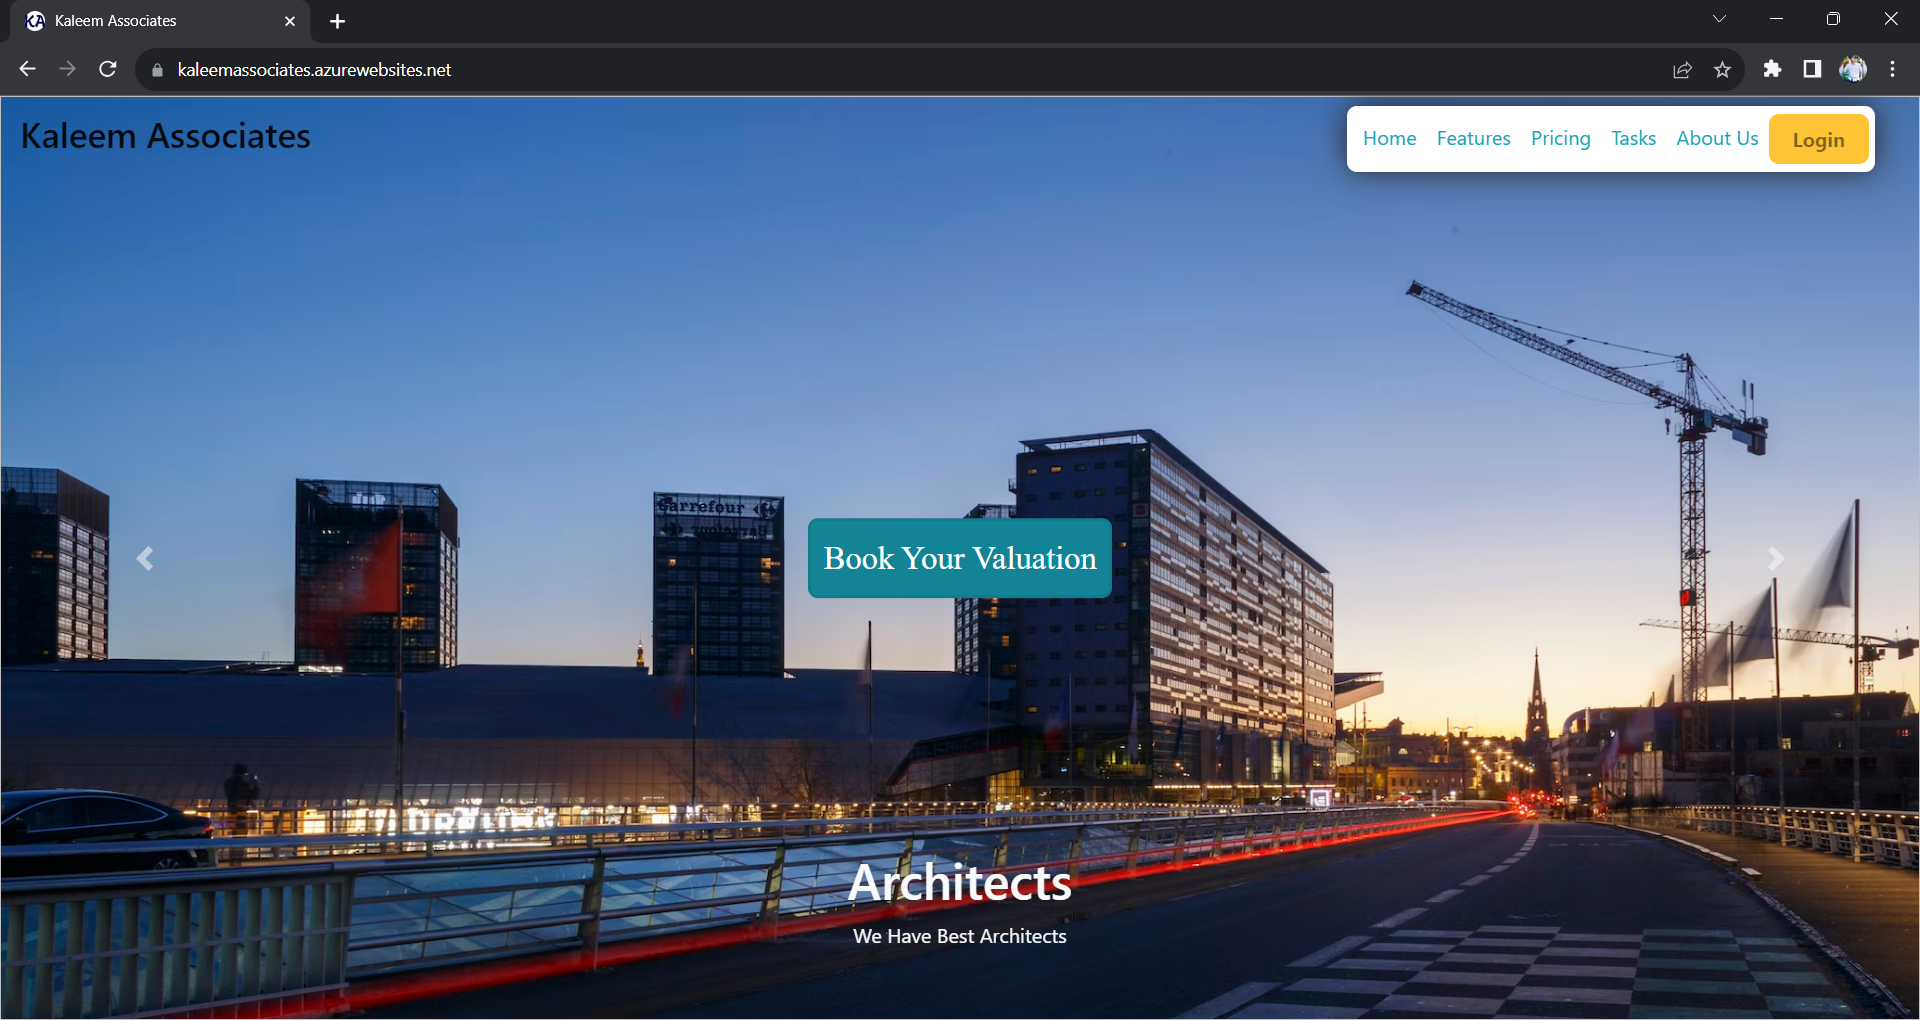 KA Kaleem Associates
kaleemassociates.azurewebsites.net
Kaleem Associates
Home Features Pricing Tasks About Us Login
Carrefour
Book Your Valuation
Architects
We Have Best Architects